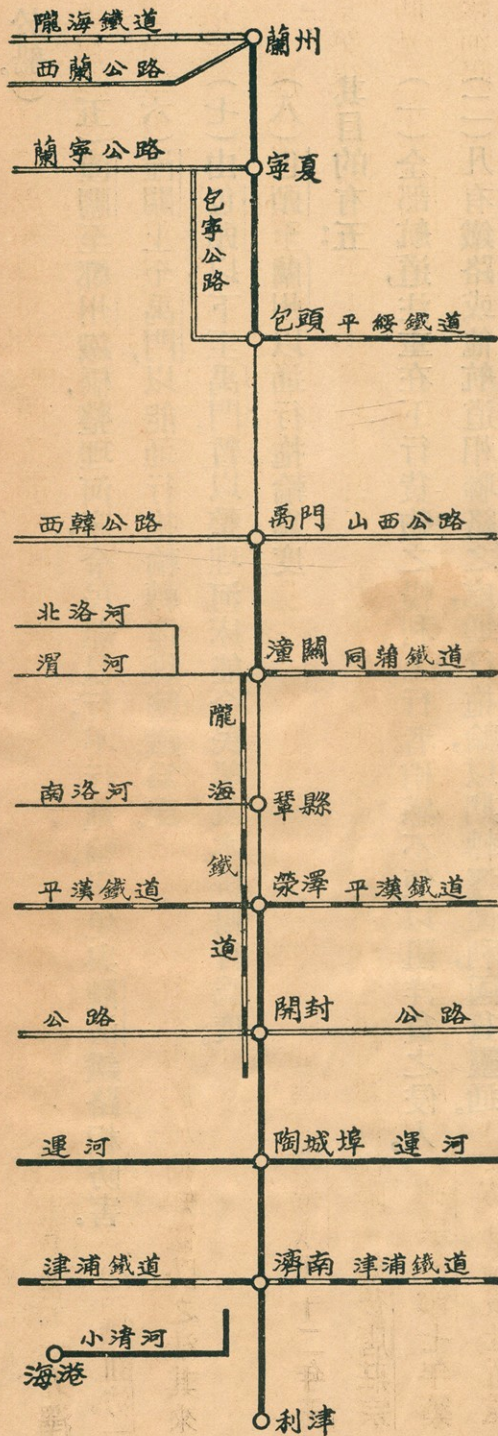 隴海鐵道
蘭州
西蘭公路
蘭寧公路
寧夏
包寧公路
包頭 平綏鐵道
西韓公路
禹門 山西公路
北洛河
渭河
潼關 同蒲鐵道
隴海鐵道
南洛河
鞏縣
平漢鐵道
滎澤 平漢鐵道
公路
開封 公路
運河
陶城埠 運河
津浦鐵道
濟南 津浦鐵道
小清河
海港
利津